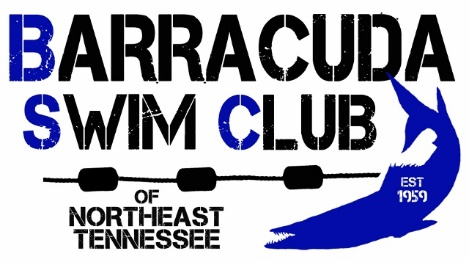 BARRACUDA
SWIM CLUB
OF
NORTHEAST
TENNESSEE
EST
1959